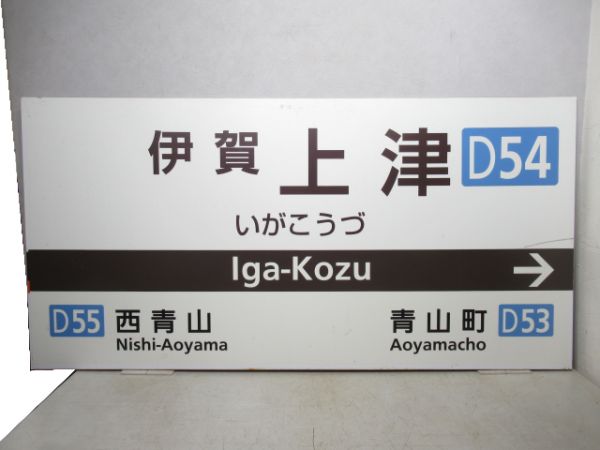 伊賀上津 D54
いがこうづ
Iga-Kozu →
D55 西青山 青山町 D53
Nishi-Aoyama Aoyamacho